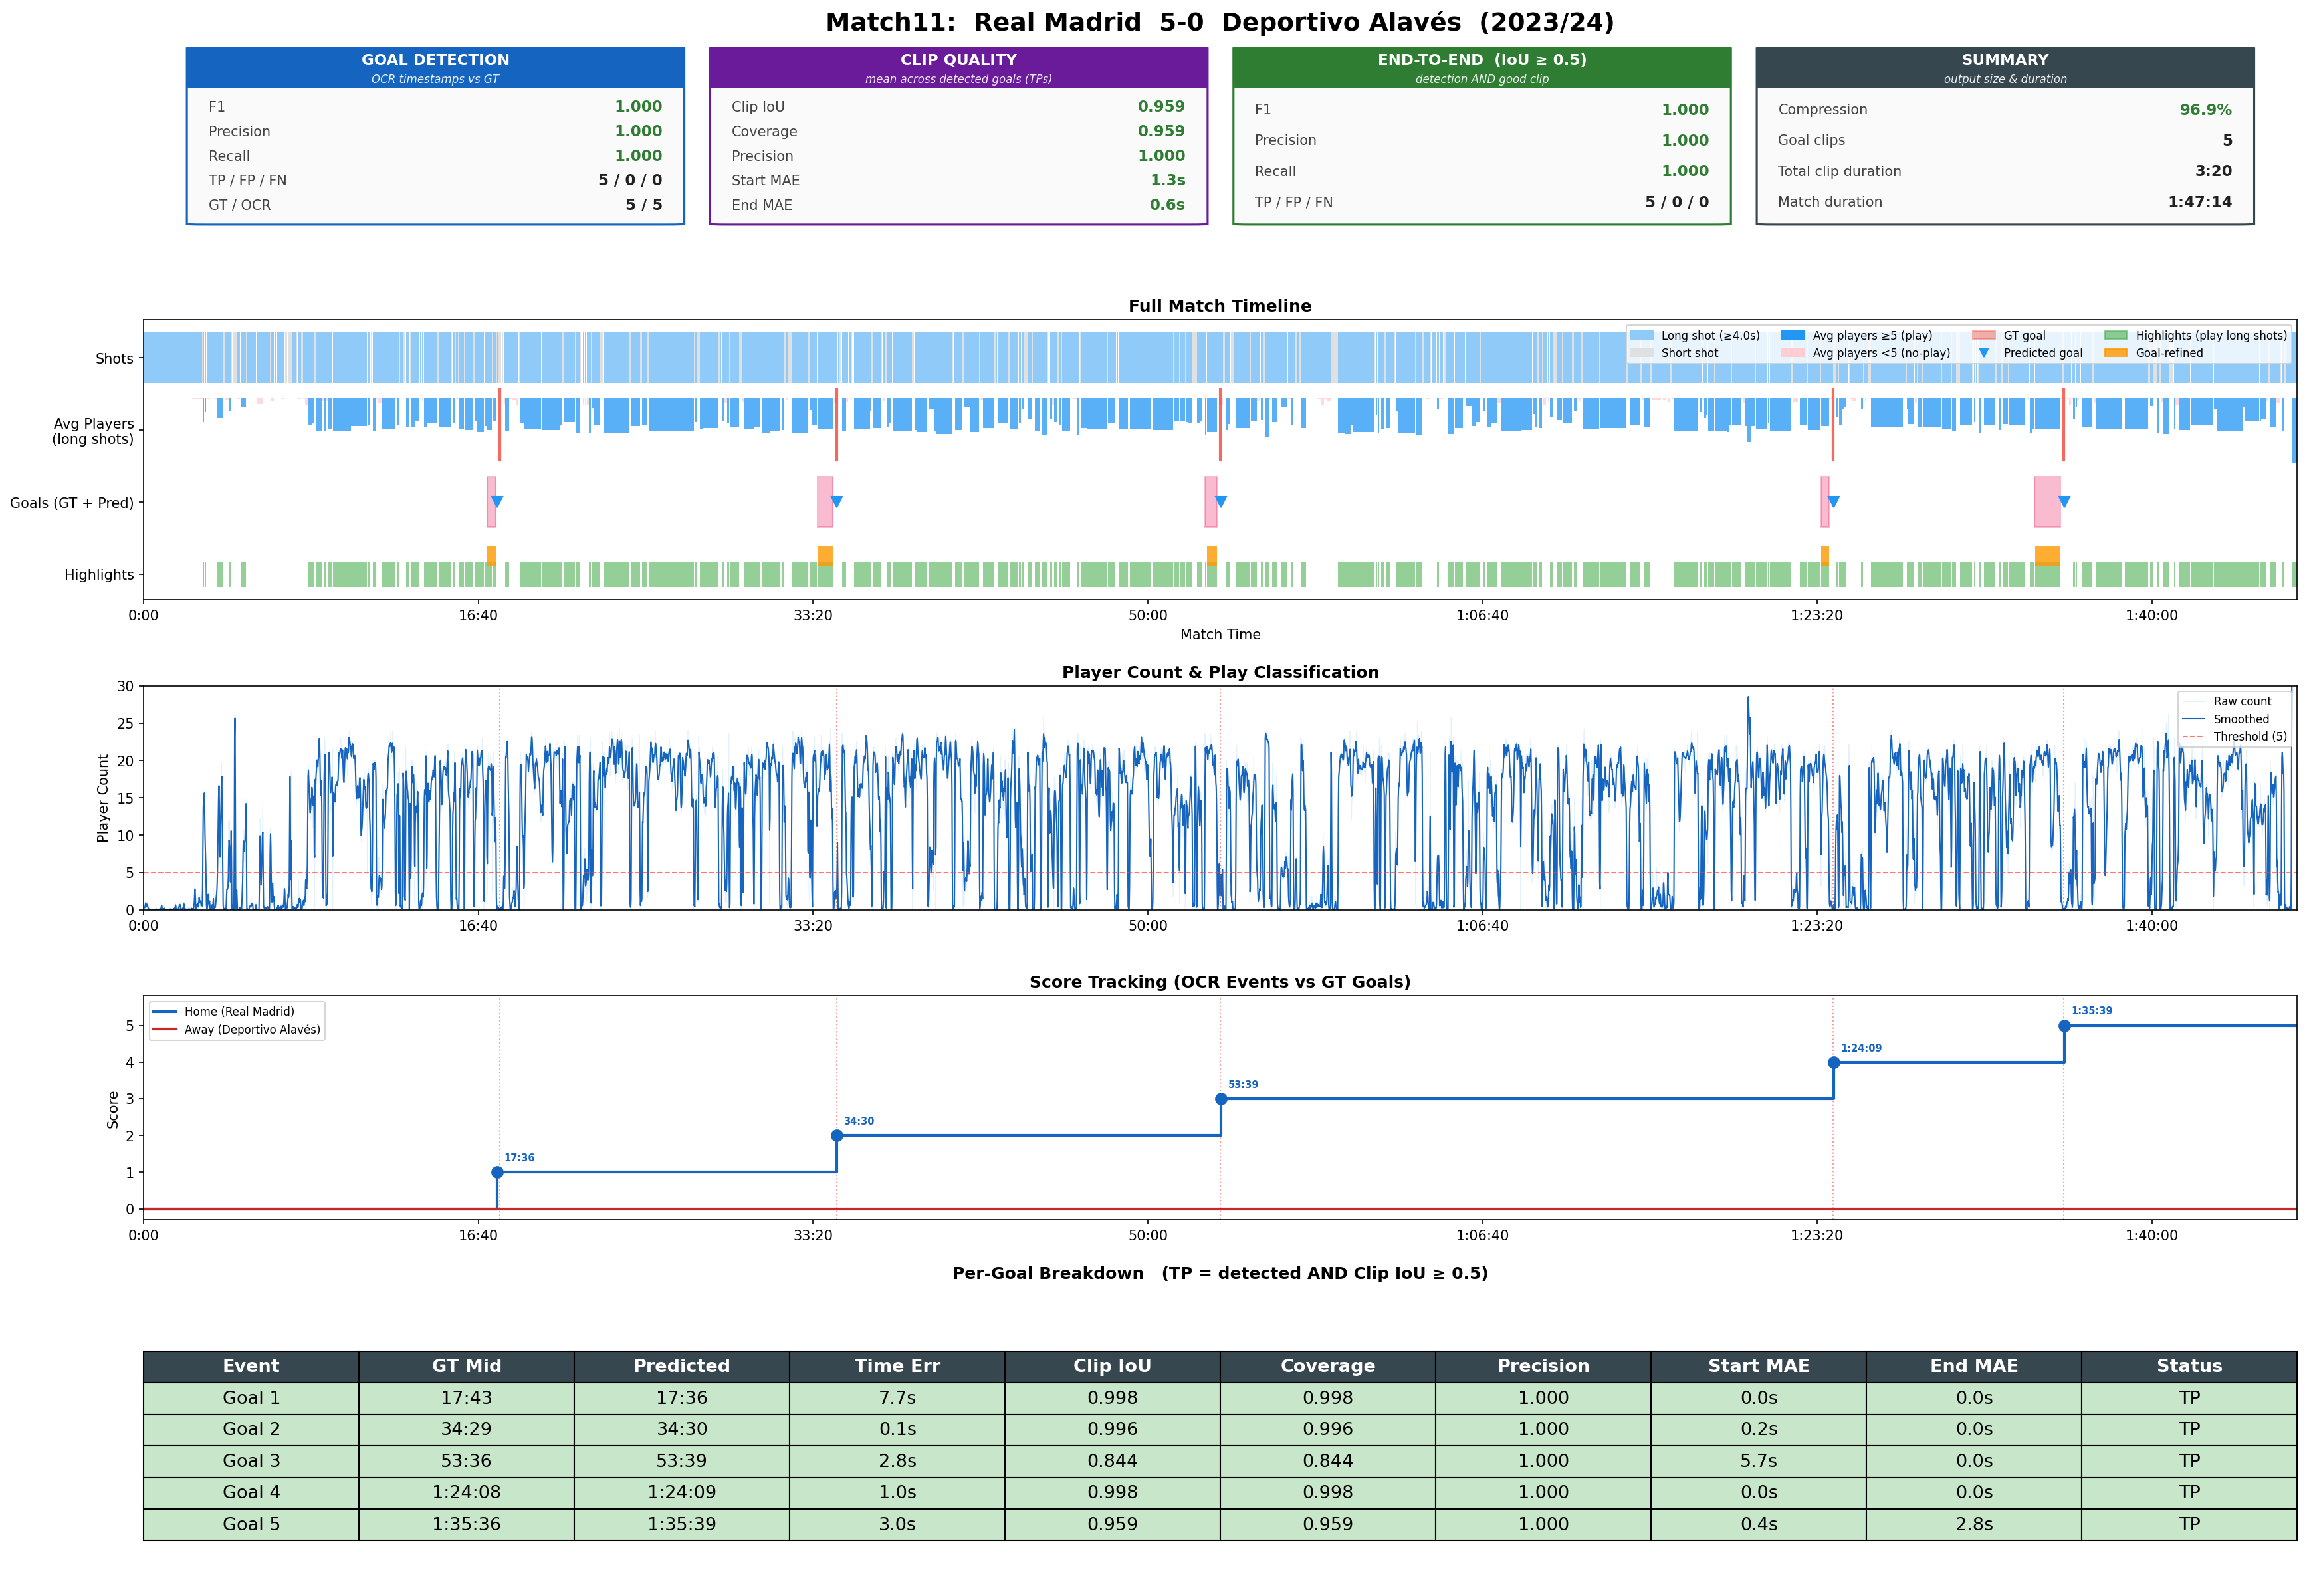 Match11:  Real Madrid  5-0  Deportivo Alavés  (2023/24)
GOAL DETECTION
OCR timestamps vs GT
F1 1.000
Precision 1.000
Recall 1.000
TP / FP / FN 5 / 0 / 0
GT / OCR 5 / 5
CLIP QUALITY
mean across detected goals (TPs)
Clip IoU 0.959
Coverage 0.959
Precision 1.000
Start MAE 1.3s
End MAE 0.6s
END-TO-END  (IoU ≥ 0.5)
detection AND good clip
F1 1.000
Precision 1.000
Recall 1.000
TP / FP / FN 5 / 0 / 0
SUMMARY
output size & duration
Compression 96.9%
Goal clips 5
Total clip duration 3:20
Match duration 1:47:14
Full Match Timeline
Long shot (≥4.0s) Avg players ≥5 (play) GT goal Highlights (play long shots)
Short shot Avg players <5 (no-play) Predicted goal Goal-refined
Shots
Avg Players
(long shots)
Goals (GT + Pred)
Highlights
0:00 16:40 33:20 50:00 1:06:40 1:23:20 1:40:00
Match Time
Player Count & Play Classification
Raw count
Smoothed
Threshold (5)
Player Count
30
25
20
15
10
5
0
0:00 16:40 33:20 50:00 1:06:40 1:23:20 1:40:00
Score Tracking (OCR Events vs GT Goals)
Home (Real Madrid)
Away (Deportivo Alavés)
Score
5
4
3
2
1
0
17:36
34:30
53:39
1:24:09
1:35:39
0:00 16:40 33:20 50:00 1:06:40 1:23:20 1:40:00
Per-Goal Breakdown   (TP = detected AND Clip IoU ≥ 0.5)
Event GT Mid Predicted Time Err Clip IoU Coverage Precision Start MAE End MAE Status
Goal 1 17:43 17:36 7.7s 0.998 0.998 1.000 0.0s 0.0s TP
Goal 2 34:29 34:30 0.1s 0.996 0.996 1.000 0.2s 0.0s TP
Goal 3 53:36 53:39 2.8s 0.844 0.844 1.000 5.7s 0.0s TP
Goal 4 1:24:08 1:24:09 1.0s 0.998 0.998 1.000 0.0s 0.0s TP
Goal 5 1:35:36 1:35:39 3.0s 0.959 0.959 1.000 0.4s 2.8s TP